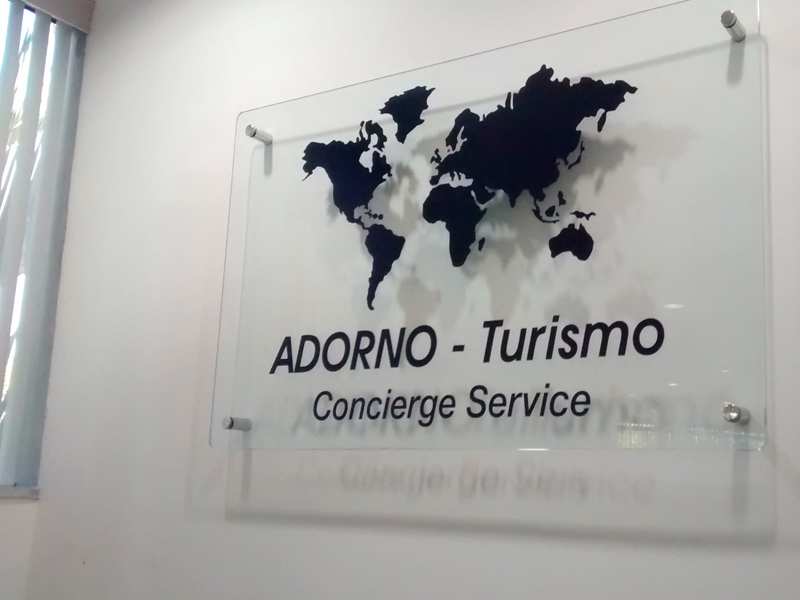 ADORNO - Turismo
Concierge Service